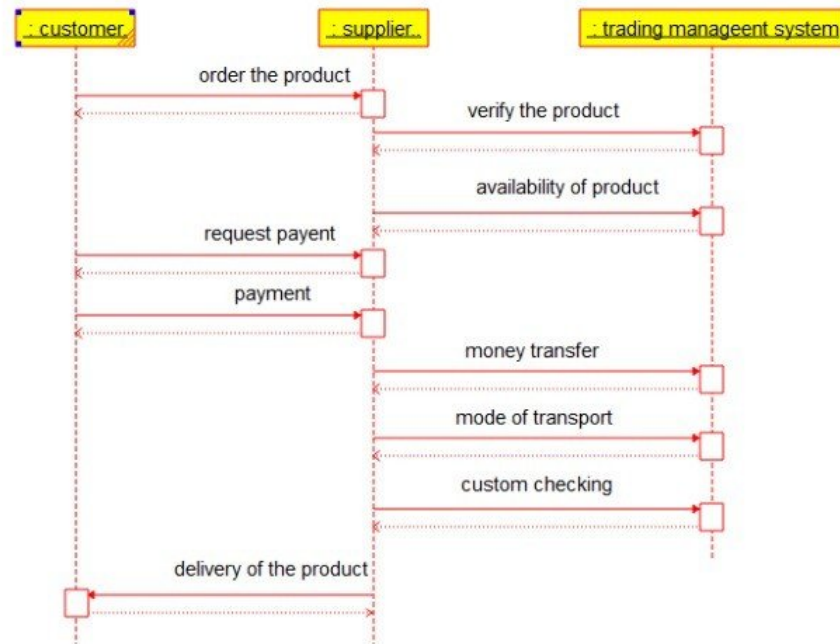 : customer.
: supplier..
: trading manageent system
order the product
verify the product
availability of product
request payent
payment
money transfer
mode of transport
custom checking
delivery of the product